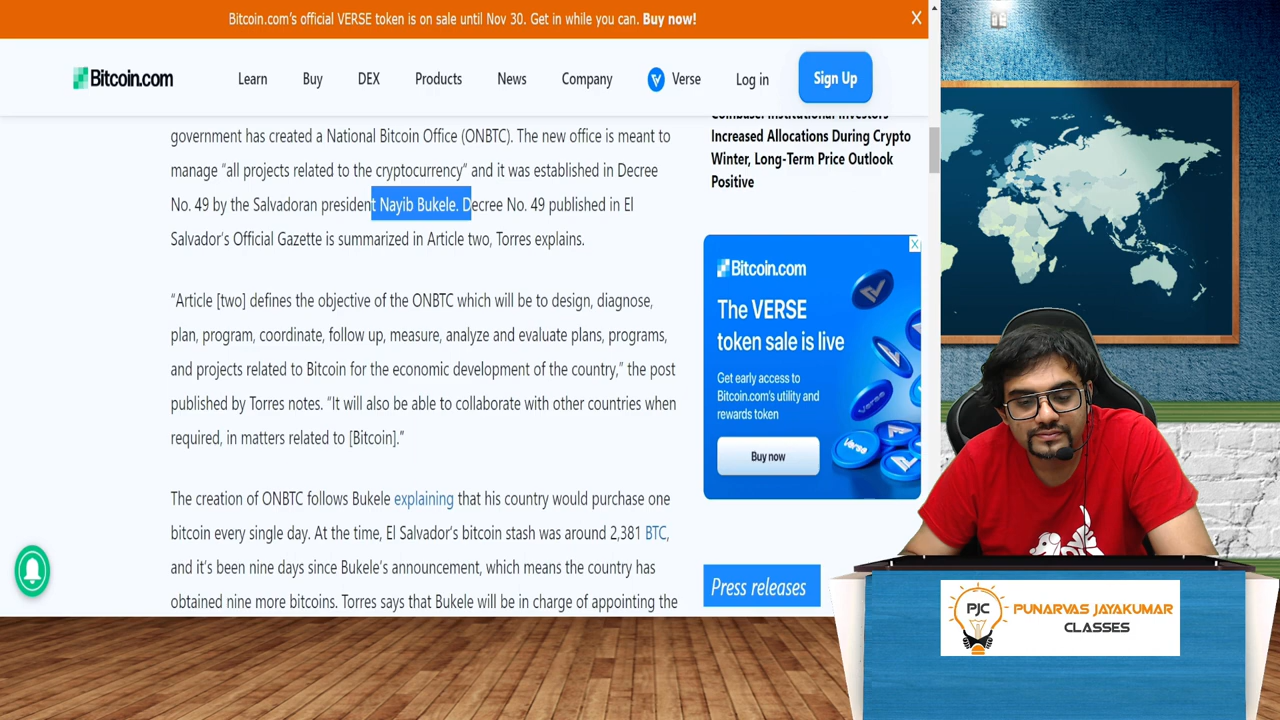 Bitcoin.com's official VERSE token is on sale until Nov 30. Get in while you can. Buy now!
X
Bitcoin.com
Learn
Buy
DEX
Products
News
Company
Verse
Log in
Sign Up
government has created a National Bitcoin Office (ONBTC). The new office is meant to
manage “all projects related to the cryptocurrency” and it was established in Decree
No. 49 by the Salvadoran president Nayib Bukele. Decree No. 49 published in El
Salvador’s Official Gazette is summarized in Article two, Torres explains.
“Article [two] defines the objective of the ONBTC which will be to design, diagnose,
plan, program, coordinate, follow up, measure, analyze and evaluate plans, programs,
and projects related to Bitcoin for the economic development of the country,” the post
published by Torres notes. “It will also be able to collaborate with other countries when
required, in matters related to [Bitcoin].”
The creation of ONBTC follows Bukele explaining that his country would purchase one
bitcoin every single day. At the time, El Salvador’s bitcoin stash was around 2,381 BTC,
and it’s been nine days since Bukele’s announcement, which means the country has
obtained nine more bitcoins. Torres says that Bukele will be in charge of appointing the
Coinbase: Institutional Investors
Increased Allocations During Crypto
Winter, Long-Term Price Outlook
Positive
X
Bitcoin.com
The VERSE
token sale is live
Get early access to
Bitcoin.com's utility and
rewards token
Buy now
Verse
Press releases
PJC
PUNARVAS JAYAKUMAR
CLASSES